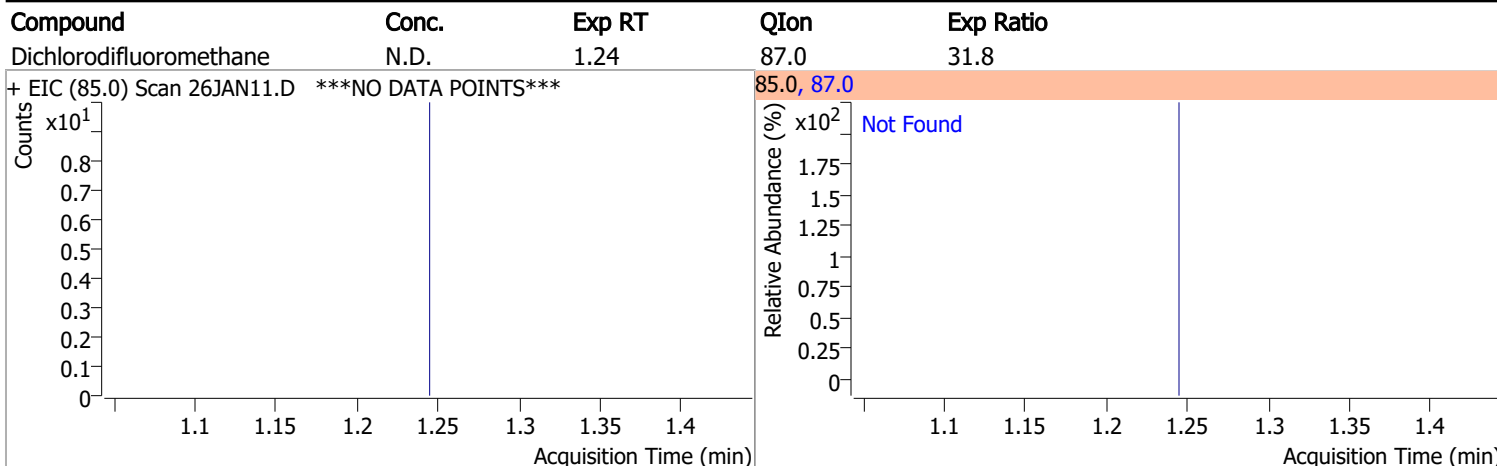 Compound Conc. Exp RT QIon Exp Ratio
Dichlorodifluoromethane N.D. 1.24 87.0 31.8
+ EIC (85.0) Scan 26JAN11.D ***NO DATA POINTS***
Counts
x10¹
0.8
0.7
0.6
0.5
0.4
0.3
0.2
0.1
0
1.1 1.15 1.2 1.25 1.3 1.35 1.4
Acquisition Time (min)
85.0, 87.0
Relative Abundance (%)
x10²
Not Found
1.75
1.5
1.25
1
0.75
0.5
0.25
0
1.1 1.15 1.2 1.25 1.3 1.35 1.4
Acquisition Time (min)